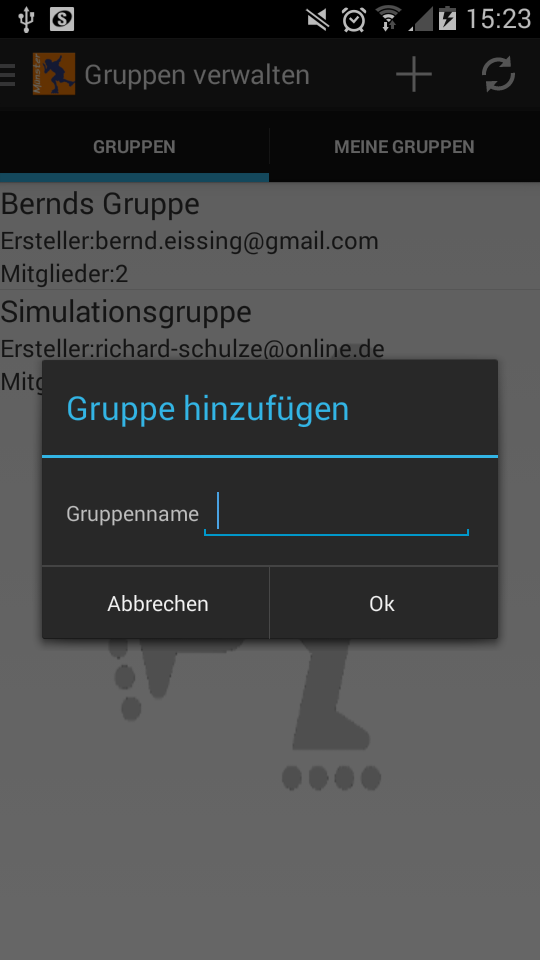 15:23
Münster
Gruppen verwalten
GRUPPEN
MEINE GRUPPEN
Bernds Gruppe
Ersteller:bernd.eissing@gmail.com
Mitglieder:2
Simulationsgruppe
Ersteller:richard-schulze@online.de
Mitg
Gruppe hinzufügen
Gruppenname
Abbrechen
Ok